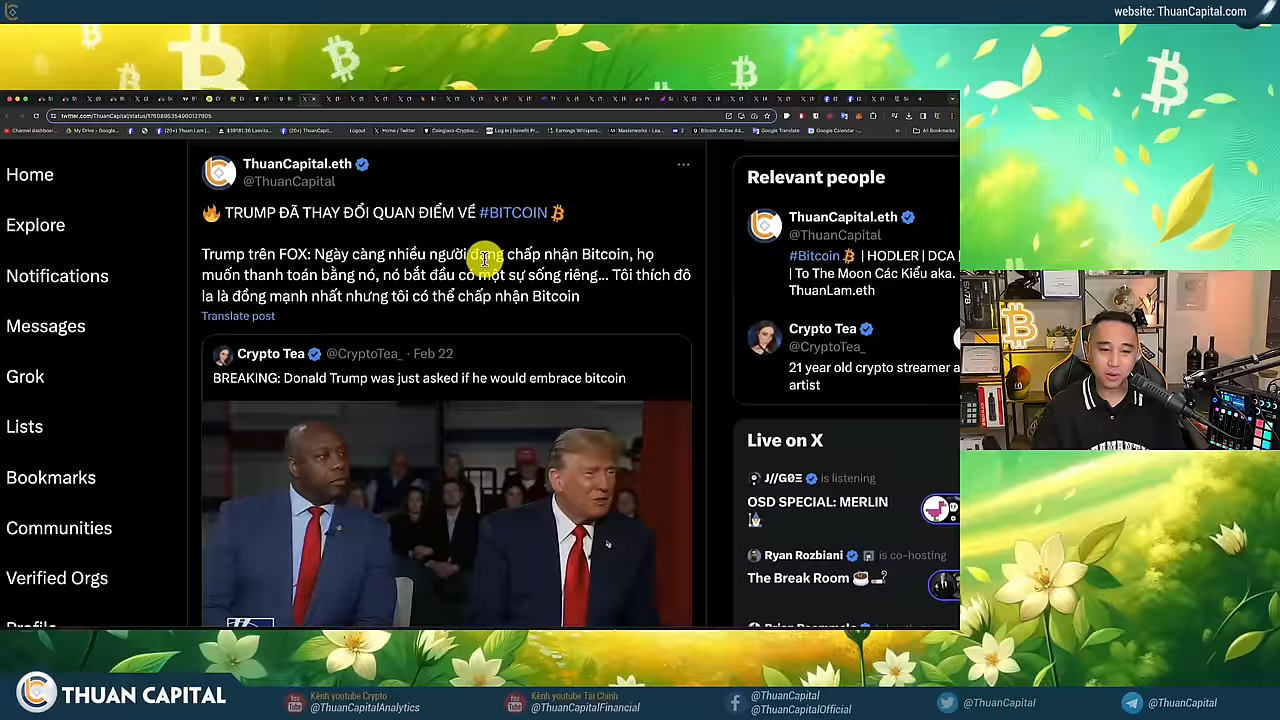 website: ThuanCapital.com
twitter.com/ThuanCapital/status/1760896354900127905
Home
Explore
Notifications
Messages
Grok
Lists
Bookmarks
Communities
Verified Orgs
Profile
ThuanCapital.eth
@ThuanCapital
🔥 TRUMP ĐÃ THAY ĐỔI QUAN ĐIỂM VỀ #BITCOIN
Trump trên FOX: Ngày càng nhiều người đang chấp nhận Bitcoin, họ
muốn thanh toán bằng nó, nó bắt đầu có một sự sống riêng... Tôi thích đô
la là đồng mạnh nhất nhưng tôi có thể chấp nhận Bitcoin
Translate post
Crypto Tea @CryptoTea_ · Feb 22
BREAKING: Donald Trump was just asked if he would embrace bitcoin
Relevant people
ThuanCapital.eth
@ThuanCapital
#Bitcoin | HODLER | DCA |
| To The Moon Các Kiểu aka.
ThuanLam.eth
Crypto Tea
@CryptoTea_
21 year old crypto streamer a
artist
Live on X
J//GΘΞ is listening
OSD SPECIAL: MERLIN
Ryan Rozbiani is co-hosting
The Break Room
THUAN CAPITAL
Kênh youtube Crypto
@ThuanCapitalAnalytics
Kênh youtube Tài Chính
@ThuanCapitalFinancial
@ThuanCapital
@ThuanCapitalOfficial
@ThuanCapital
@ThuanCapital